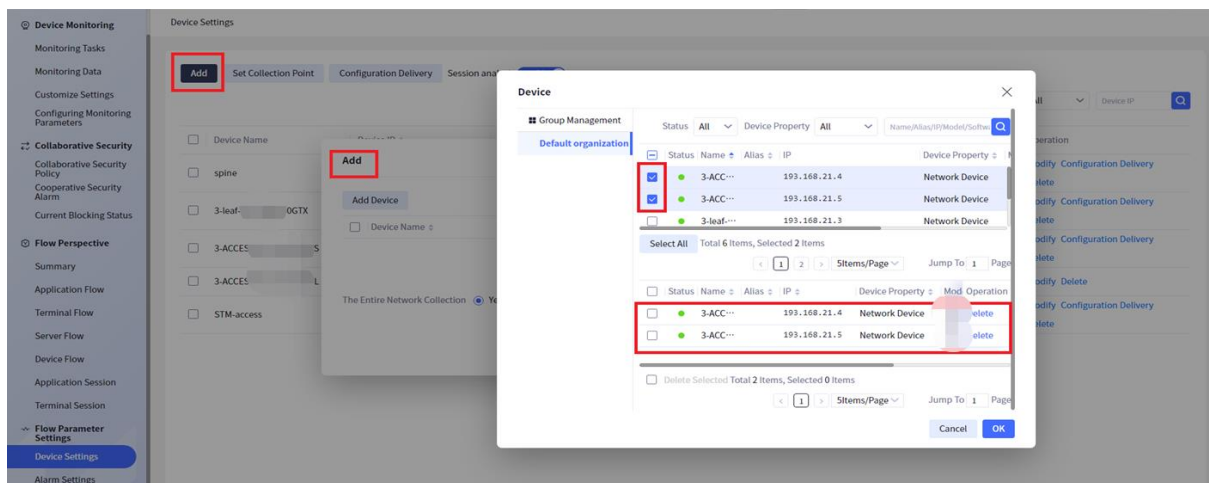 Device Monitoring
Monitoring Tasks
Monitoring Data
Customize Settings
Configuring Monitoring
Parameters
Collaborative Security
Collaborative Security
Policy
Cooperative Security
Alarm
Current Blocking Status
Flow Perspective
Summary
Application Flow
Terminal Flow
Server Flow
Device Flow
Application Session
Terminal Session
Flow Parameter
Settings
Device Settings
Alarm Settings
Device Settings
Add Set Collection Point Configuration Delivery Session anal
All Device IP
Device Name
spine
3-leaf- 0GTX
3-ACCES S
3-ACCES L
STM-access
Add
Add Device
Device Name
The Entire Network Collection Ye
Device
Group Management
Default organization
Status All Device Property All Name/Alias/IP/Model/Softw
Status Name Alias IP Device Property
3-ACC··· 193.168.21.4 Network Device
3-ACC··· 193.168.21.5 Network Device
3-leaf-··· 193.168.21.3 Network Device
Select All Total 6 Items, Selected 2 Items
< 1 2 > 5Items/Page Jump To 1 Page
Status Name Alias IP Device Property Mod Operation
3-ACC··· 193.168.21.4 Network Device elete
3-ACC··· 193.168.21.5 Network Device elete
Delete Selected Total 2 Items, Selected 0 Items
< 1 > 5Items/Page Jump To 1 Page
Cancel OK
peration
odify Configuration Delivery
elete
odify Configuration Delivery
elete
odify Configuration Delivery
elete
odify Delete
odify Configuration Delivery
elete